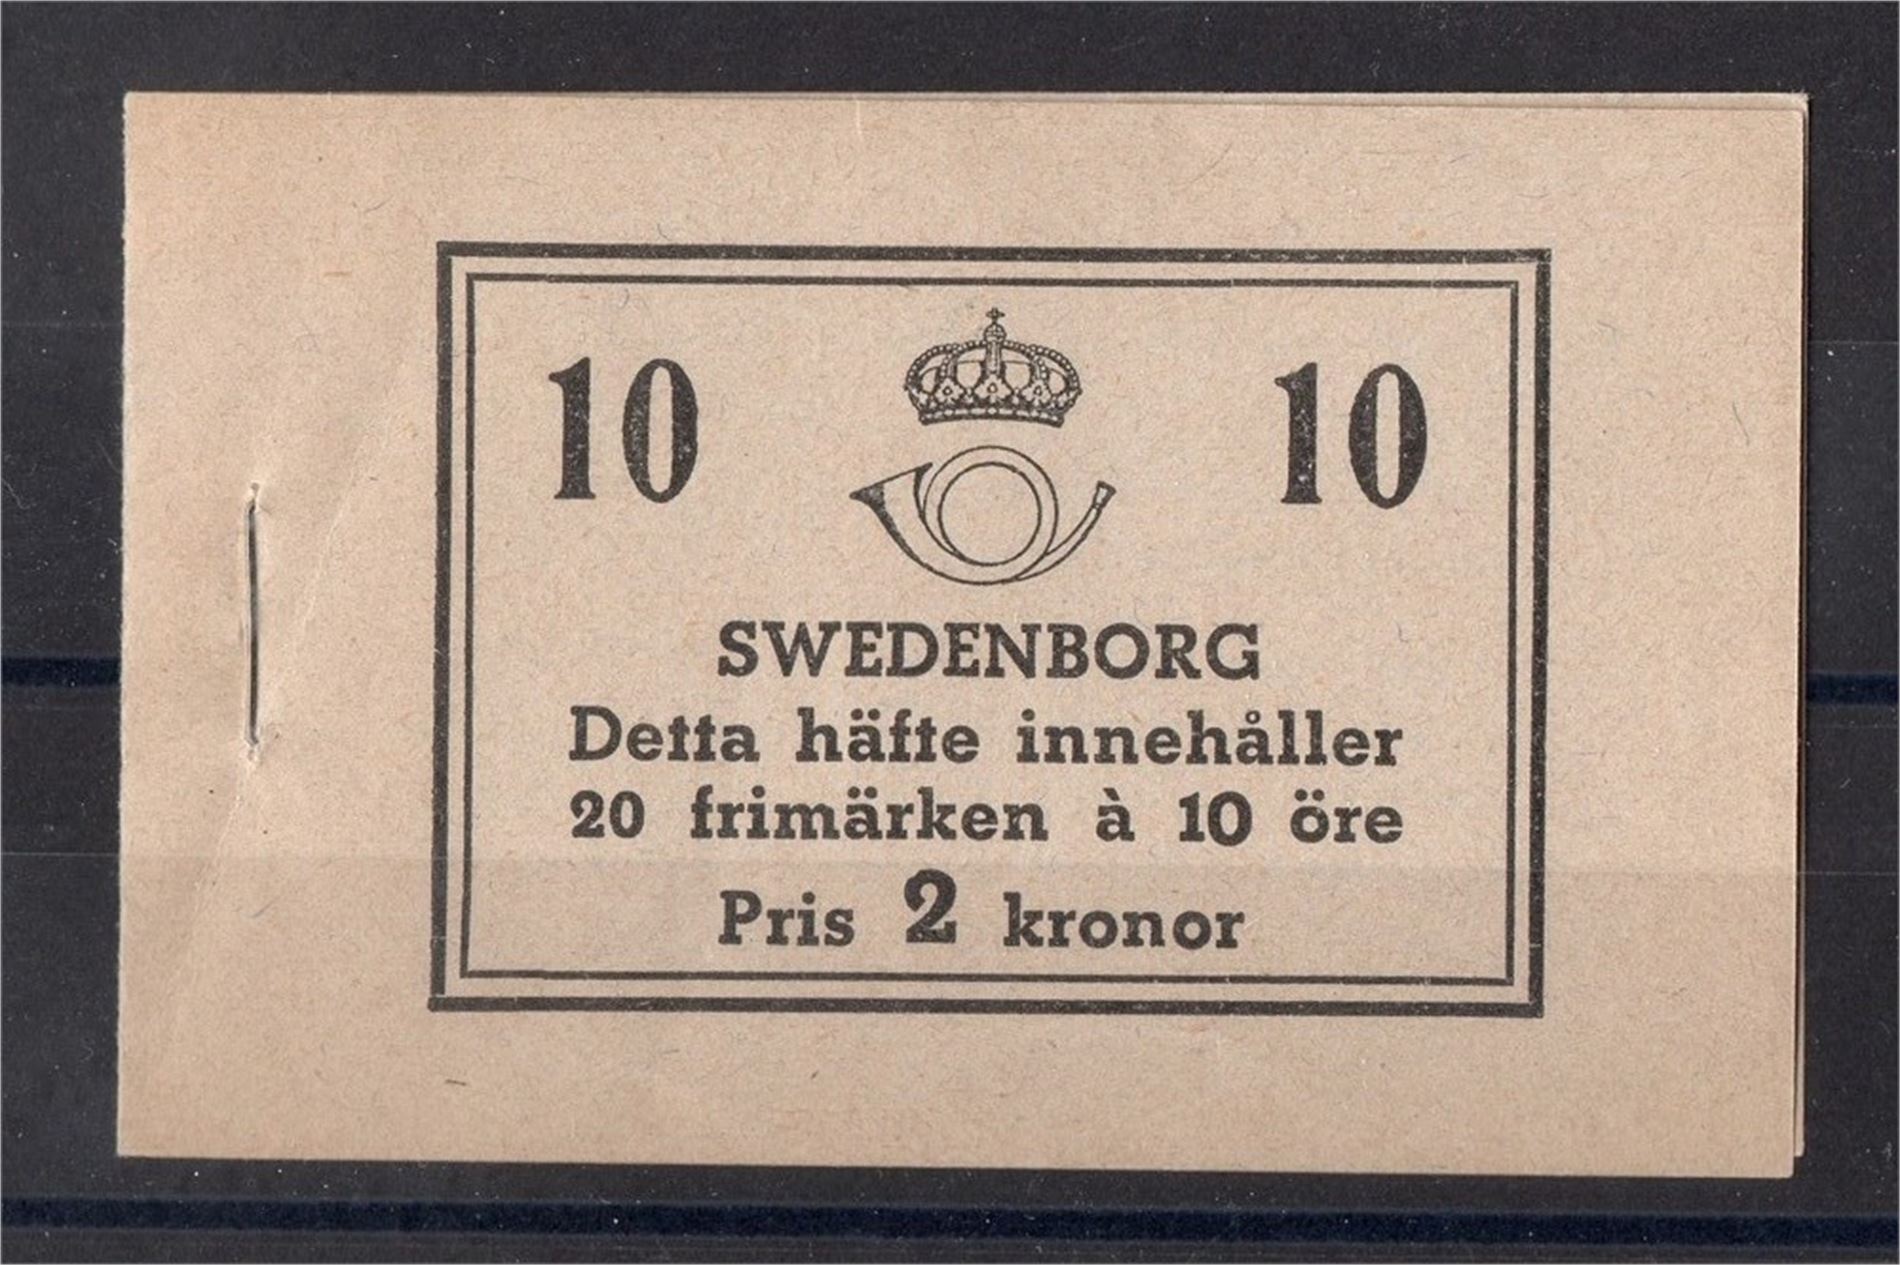 10 10
SWEDENBORG
Detta häfte innehåller
20 frimärken à 10 öre
Pris 2 kronor